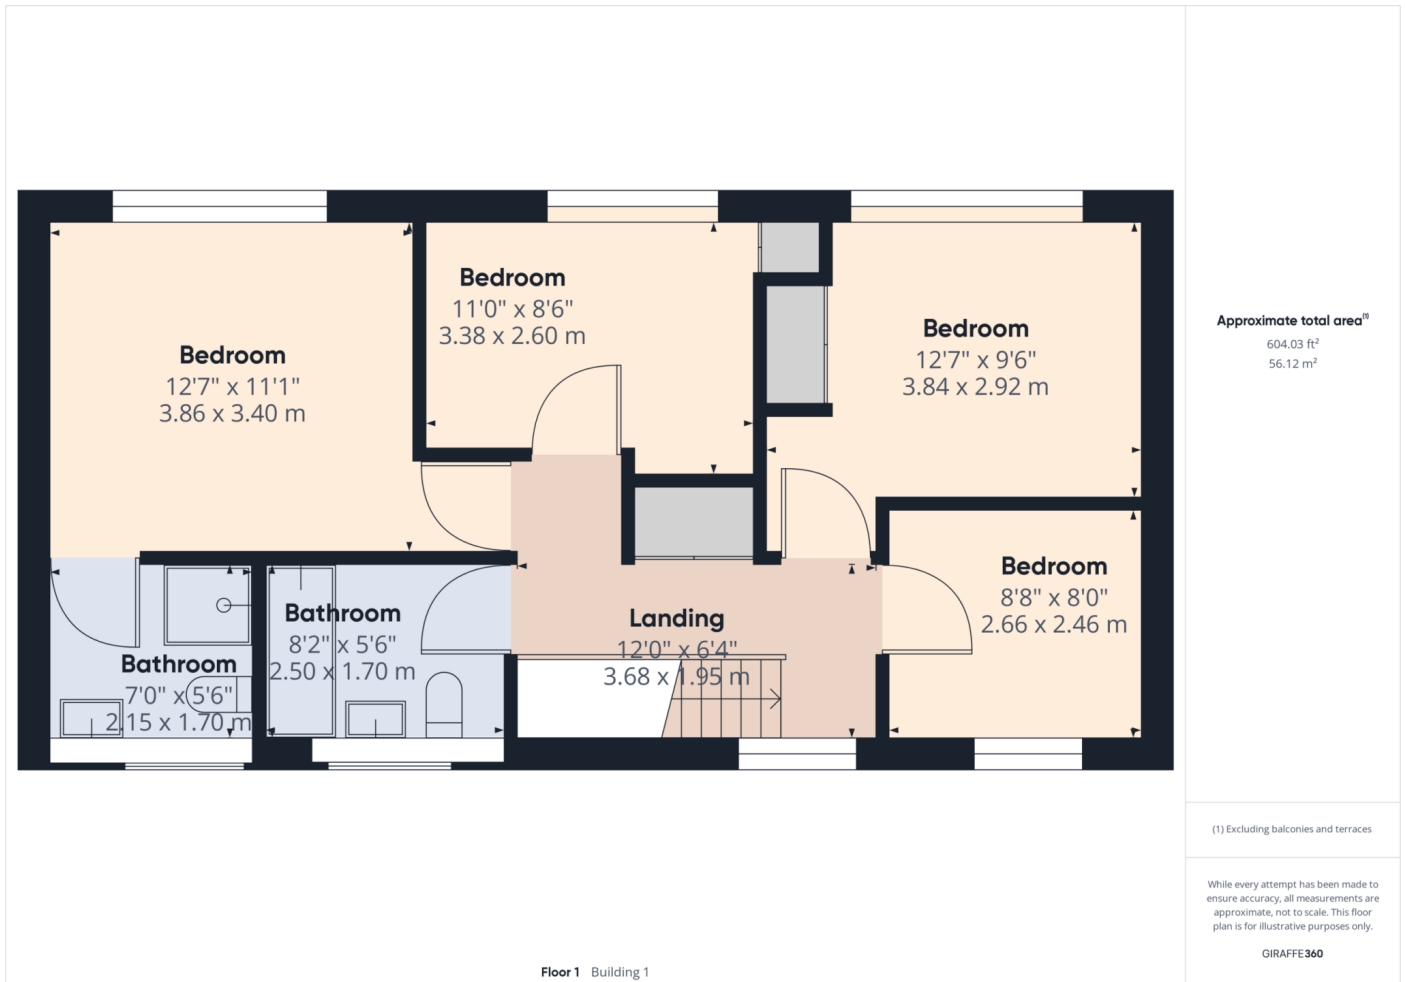 Bedroom
12'7" x 11'1"
3.86 x 3.40 m
Bedroom
11'0" x 8'6"
3.38 x 2.60 m
Bedroom
12'7" x 9'6"
3.84 x 2.92 m
Bedroom
8'8" x 8'0"
2.66 x 2.46 m
Bathroom
7'0" x 5'6"
2.15 x 1.70 m
Bathroom
8'2" x 5'6"
2.50 x 1.70 m
Landing
12'0" x 6'4"
3.68 x 1.95 m
Floor 1 Building 1
Approximate total area(1)
604.03 ft²
56.12 m²
(1) Excluding balconies and terraces
While every attempt has been made to
ensure accuracy, all measurements are
approximate, not to scale. This floor
plan is for illustrative purposes only.
GIRAFFE360